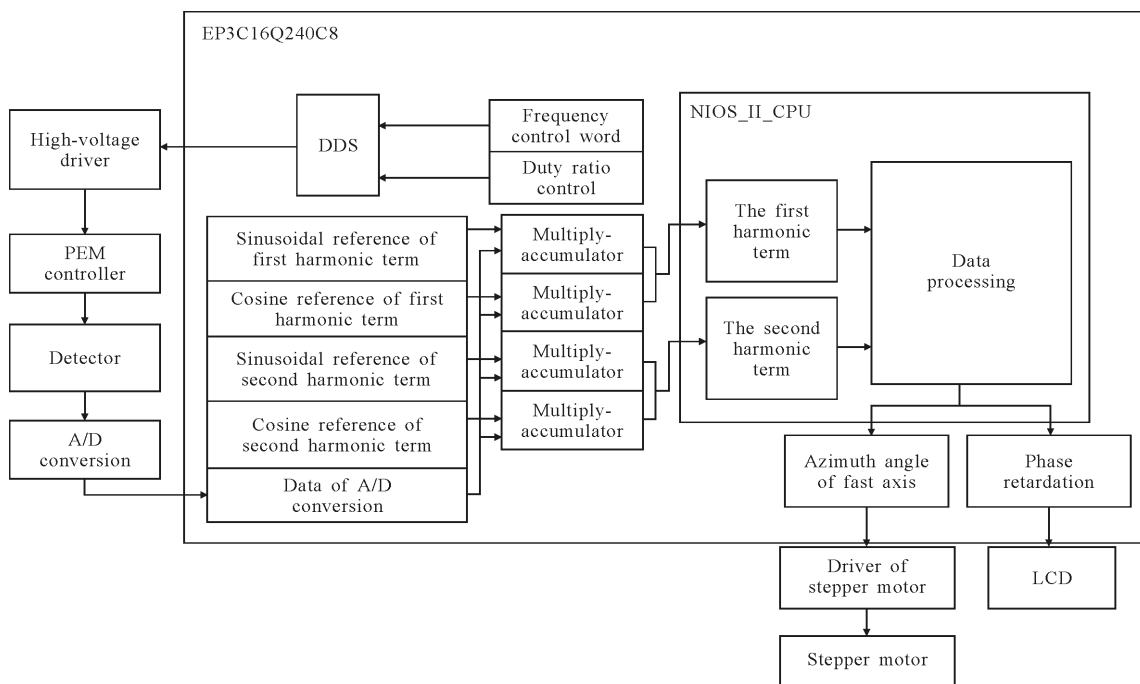 EP3C16Q240C8
High-voltage
driver
PEM
controller
Detector
A/D
conversion
DDS
Frequency
control word
Duty ratio
control
Sinusoidal reference of
first harmonic term
Cosine reference of first
harmonic term
Sinusoidal reference of
second harmonic term
Cosine reference of
second harmonic term
Data of A/D
conversion
Multiply-
accumulator
Multiply-
accumulator
Multiply-
accumulator
Multiply-
accumulator
NIOS_II_CPU
The first
harmonic
term
The second
harmonic
term
Data
processing
Azimuth angle
of fast axis
Phase
retardation
Driver of
stepper motor
LCD
Stepper motor